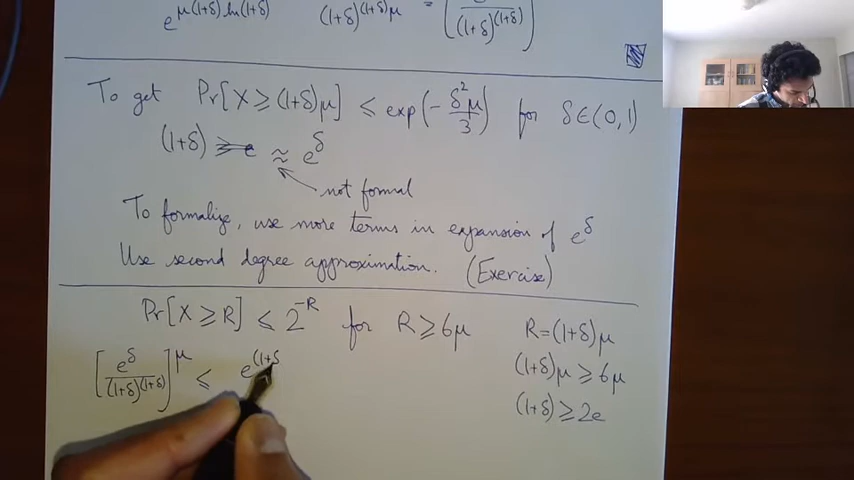 e^{μ(1+δ) ln(1+δ)} (1+δ)^{(1+δ)μ} = [ / (1+δ)^{(1+δ)} ]
To get Pr[X ≥ (1+δ)μ] ≤ exp(- δ²μ / 3) for δ∈(0,1)
(1+δ) ≈ e^δ
not formal
To formalize, use more terms in expansion of e^δ
Use second degree approximation. (Exercise)
Pr[X ≥ R] ≤ 2^{-R} for R ≥ 6μ R = (1+δ)μ
[e^δ / (1+δ)^{(1+δ)}]^μ ≤ e^{(1+δ (1+δ)μ ≥ 6μ
(1+δ) ≥ 2e